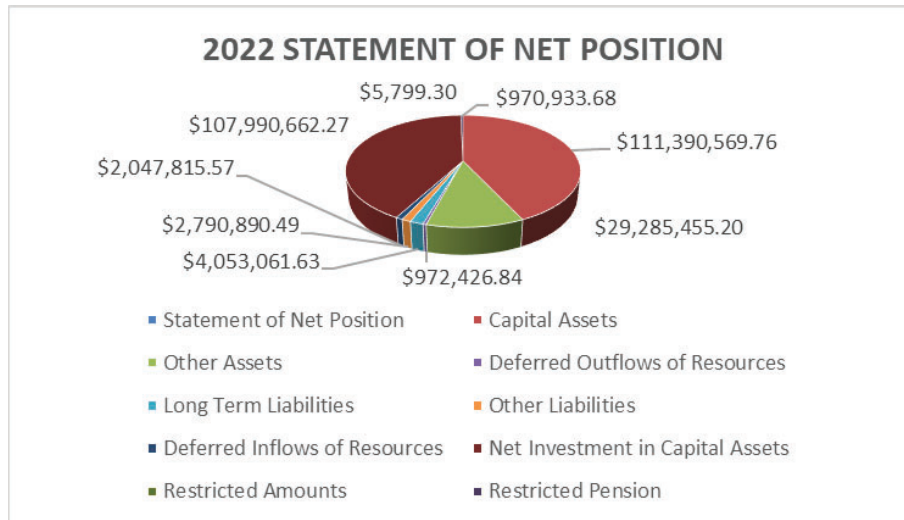 2022 STATEMENT OF NET POSITION
$5,799.30
$970,933.68
$107,990,662.27
$111,390,569.76
$2,047,815.57
$2,790,890.49
$29,285,455.20
$4,053,061.63
$972,426.84
Statement of Net Position
Capital Assets
Other Assets
Deferred Outflows of Resources
Long Term Liabilities
Other Liabilities
Deferred Inflows of Resources
Net Investment in Capital Assets
Restricted Amounts
Restricted Pension